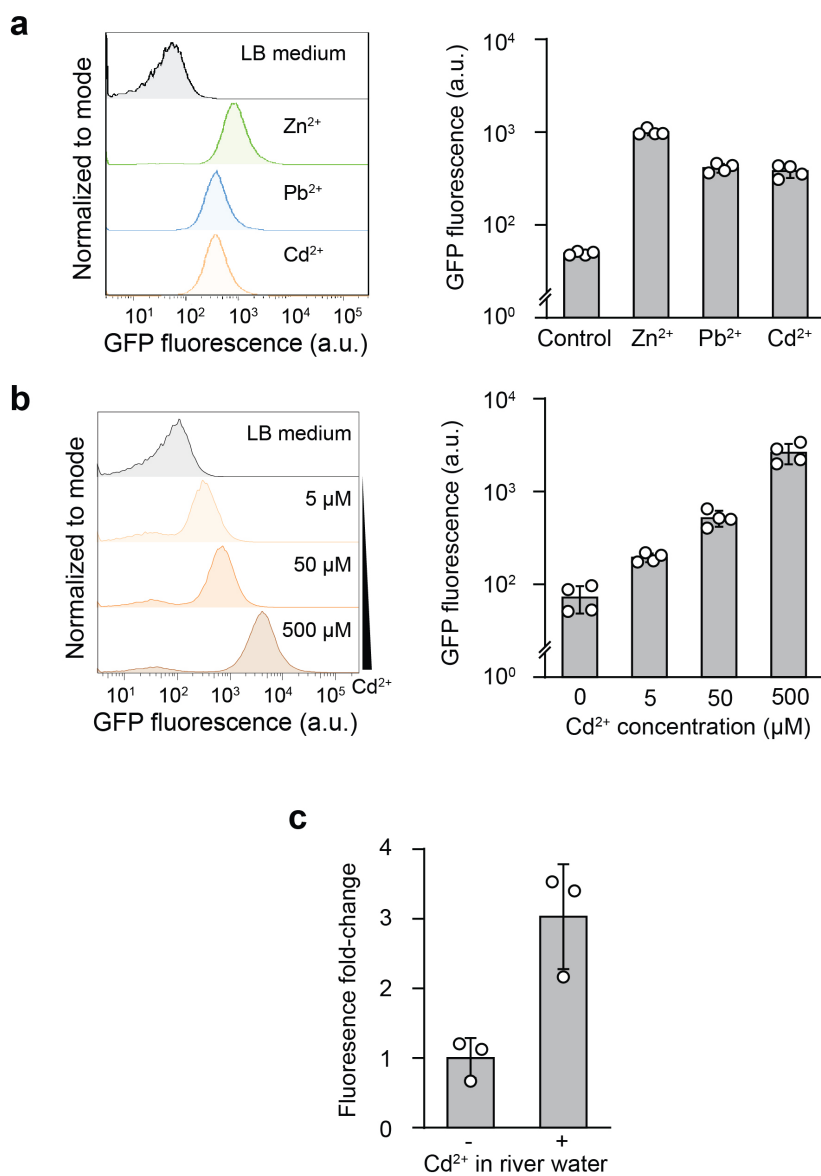 a
Normalized to mode
LB medium
Zn²⁺
Pb²⁺
Cd²⁺
10¹ 10² 10³ 10⁴ 10⁵
GFP fluorescence (a.u.)
GFP fluorescence (a.u.)
10⁴
10³
10²
10⁰
Control Zn²⁺ Pb²⁺ Cd²⁺
b
Normalized to mode
LB medium
5 µM
50 µM
500 µM
Cd²⁺
10¹ 10² 10³ 10⁴ 10⁵
GFP fluorescence (a.u.)
GFP fluorescence (a.u.)
10⁴
10³
10²
10⁰
0 5 50 500
Cd²⁺ concentration (µM)
c
Fluoresence fold-change
4
3
2
1
0
- +
Cd²⁺ in river water